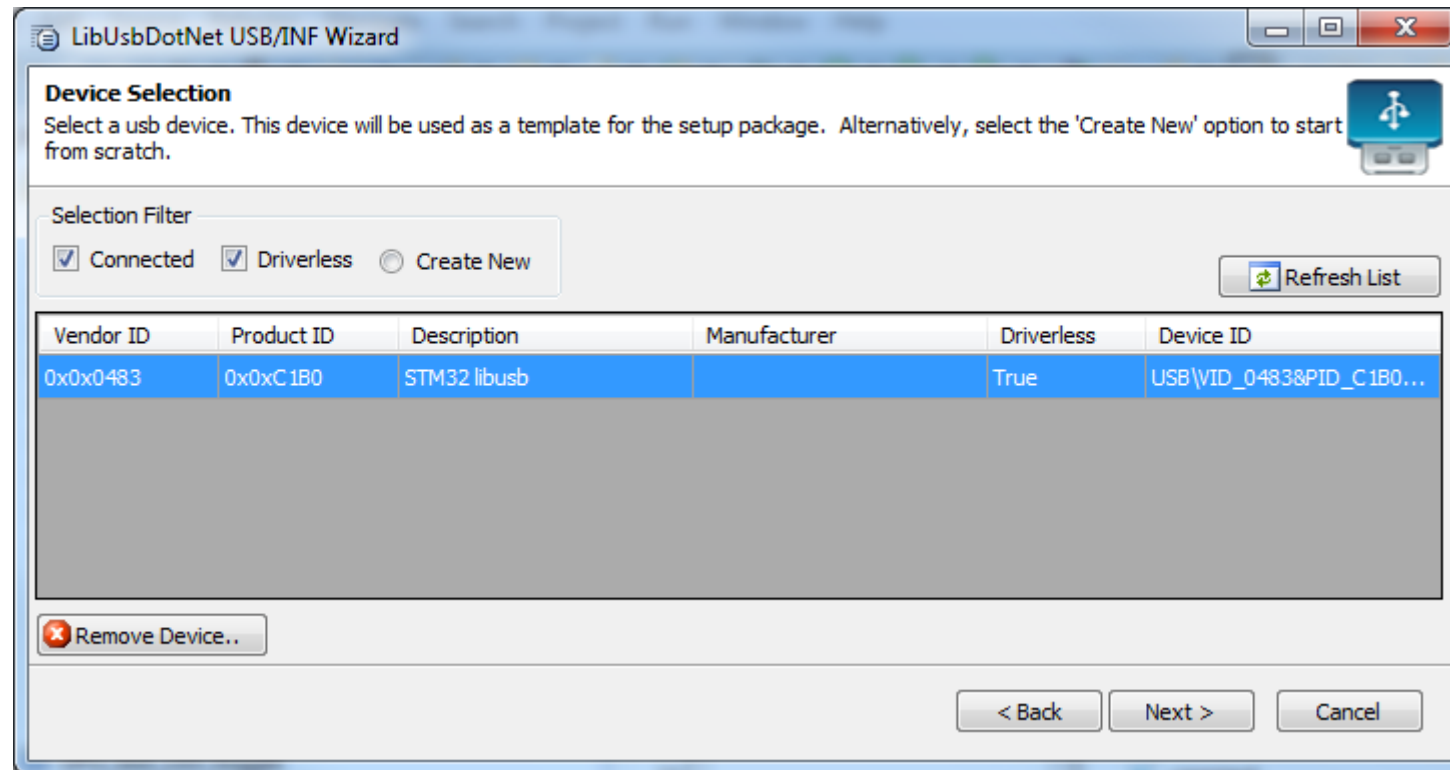 LibUsbDotNet USB/INF Wizard
Device Selection
Select a usb device. This device will be used as a template for the setup package.  Alternatively, select the 'Create New' option to start
from scratch.
Selection Filter
Connected Driverless Create New
Refresh List
Vendor ID Product ID Description Manufacturer Driverless Device ID
0x0x0483 0x0xC1B0 STM32 libusb True USB\VID_0483&PID_C1B0...
Remove Device..
< Back Next > Cancel